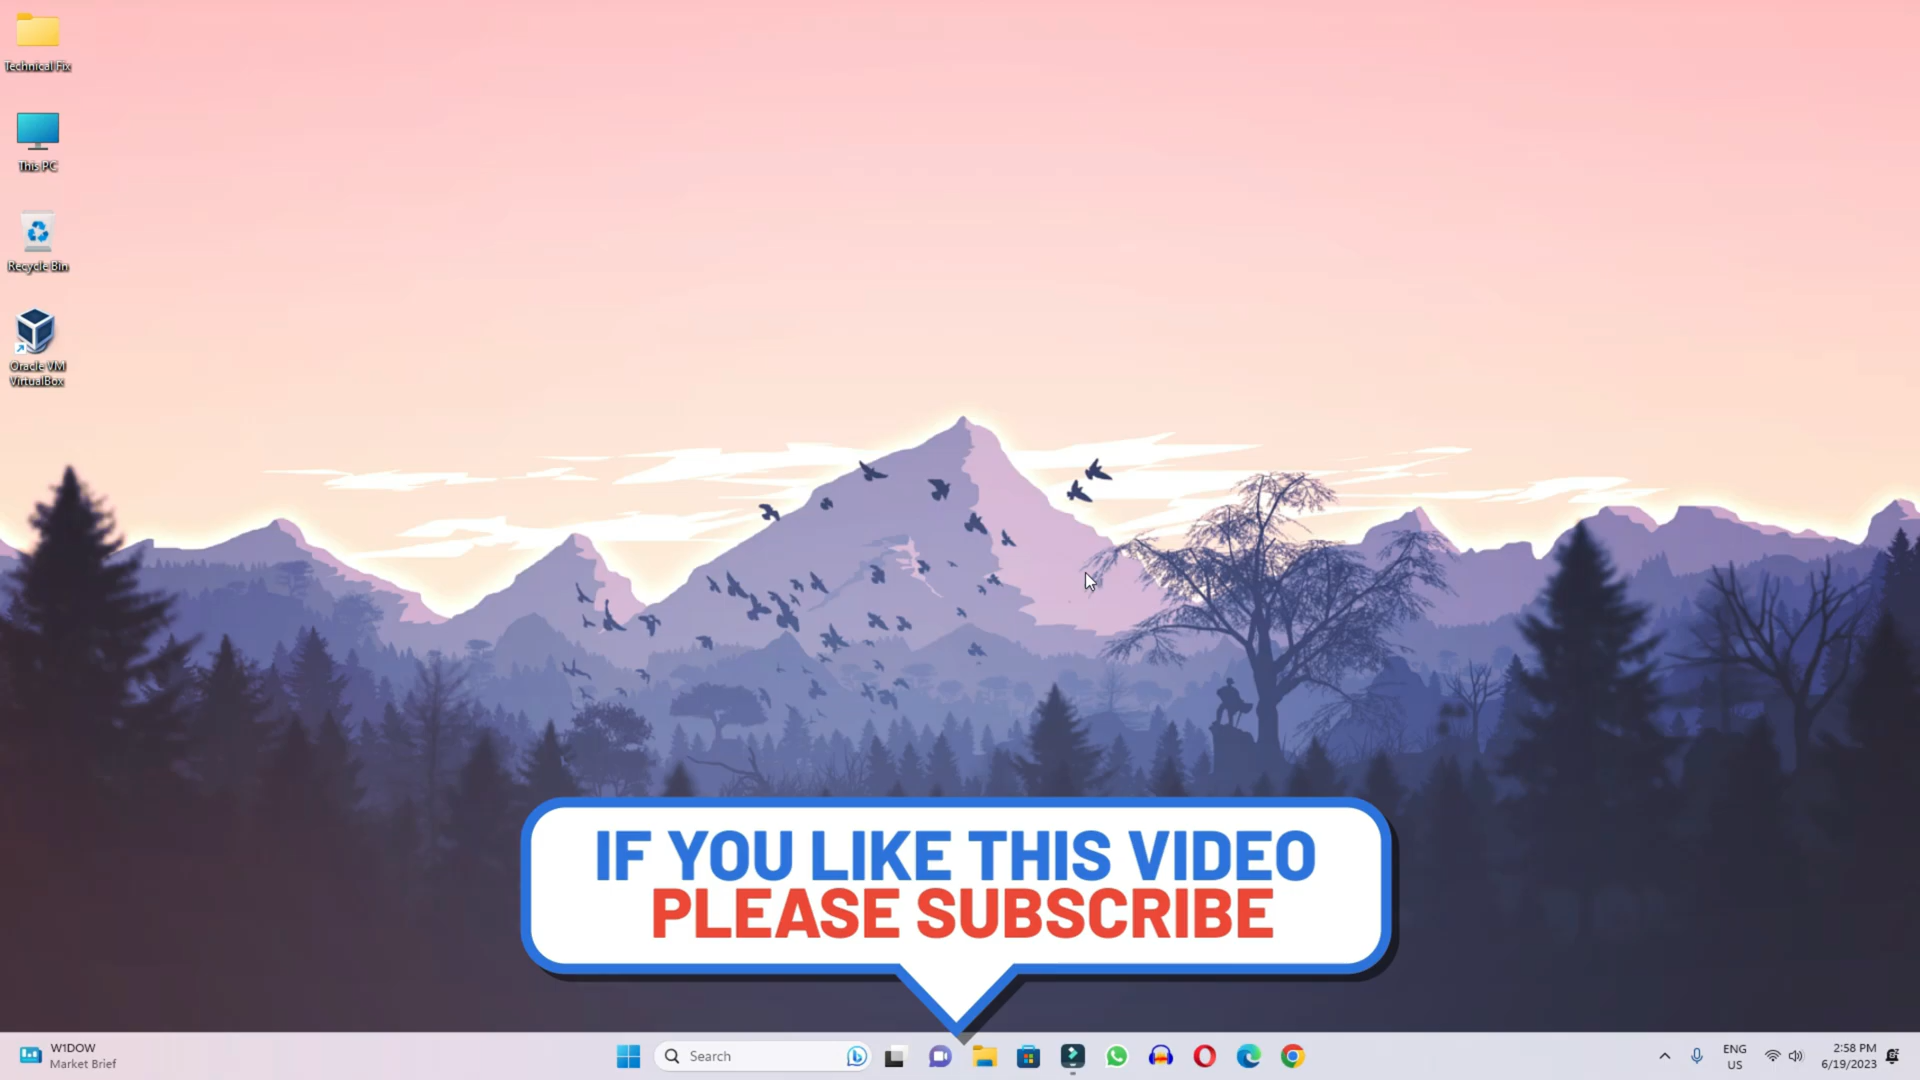 Technical Fix
This PC
Recycle Bin
Oracle VM
VirtualBox
IF YOU LIKE THIS VIDEO
PLEASE SUBSCRIBE
W1DOW
Market Brief
Search
ENG
US
2:58 PM
6/19/2023